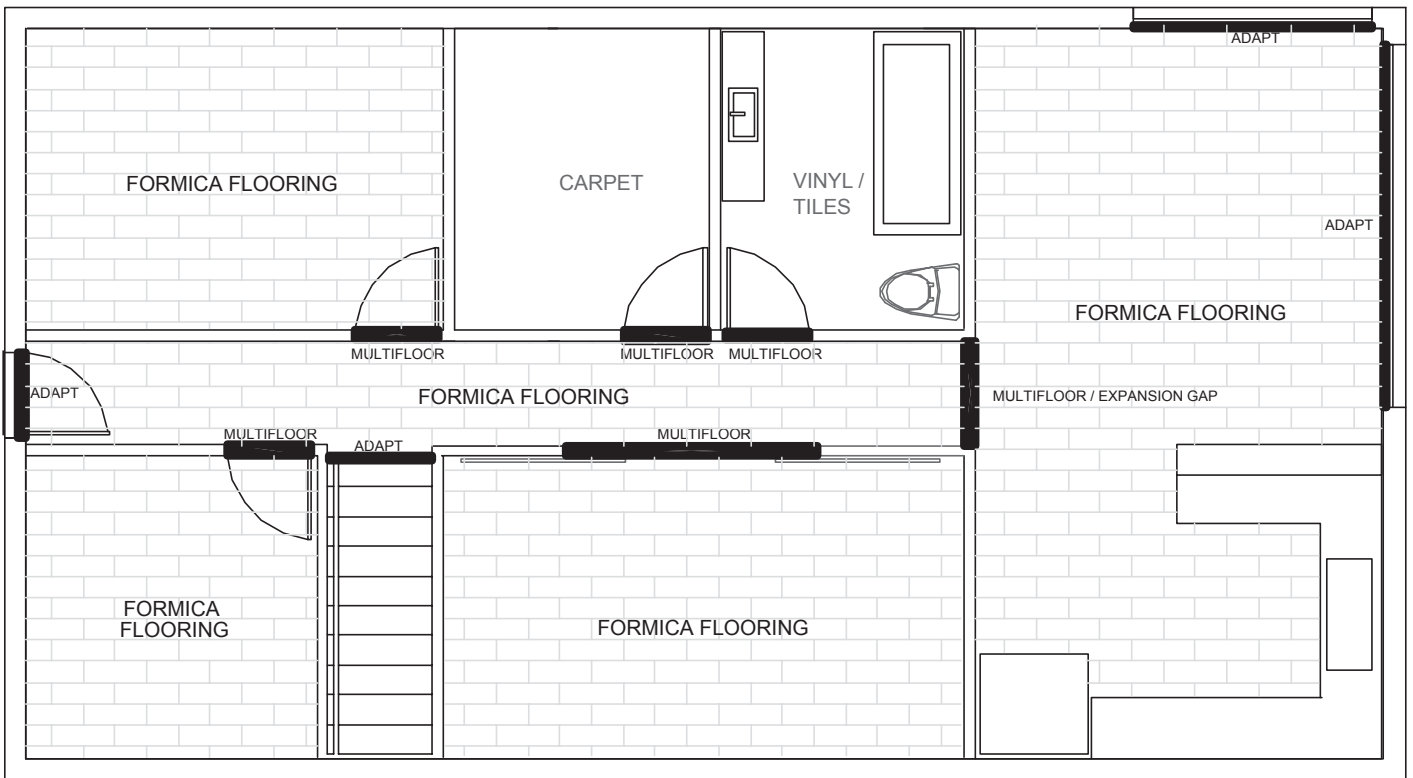 ADAPT
FORMICA FLOORING
CARPET
VINYL /
TILES
ADAPT
FORMICA FLOORING
MULTIFLOOR
MULTIFLOOR
MULTIFLOOR
ADAPT
FORMICA FLOORING
MULTIFLOOR / EXPANSION GAP
MULTIFLOOR
ADAPT
MULTIFLOOR
FORMICA
FLOORING
FORMICA FLOORING